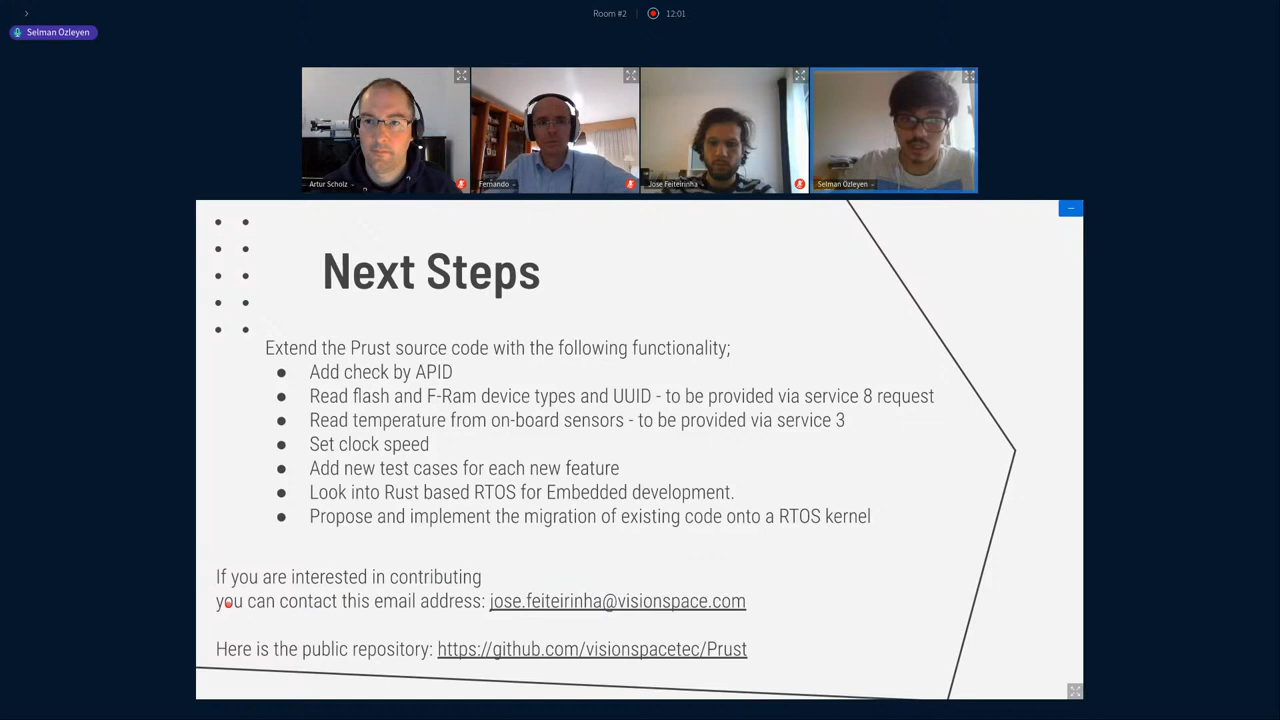 Room #2
12:01
Selman Ozleyen
Artur Scholz
Fernando
Jose Feiteirinha
Selman Ozleyen
Next Steps
Extend the Prust source code with the following functionality;
● Add check by APID
● Read flash and F-Ram device types and UUID - to be provided via service 8 request
● Read temperature from on-board sensors - to be provided via service 3
● Set clock speed
● Add new test cases for each new feature
● Look into Rust based RTOS for Embedded development.
● Propose and implement the migration of existing code onto a RTOS kernel
If you are interested in contributing
you can contact this email address: jose.feiteirinha@visionspace.com
Here is the public repository: https://github.com/visionspacetec/Prust